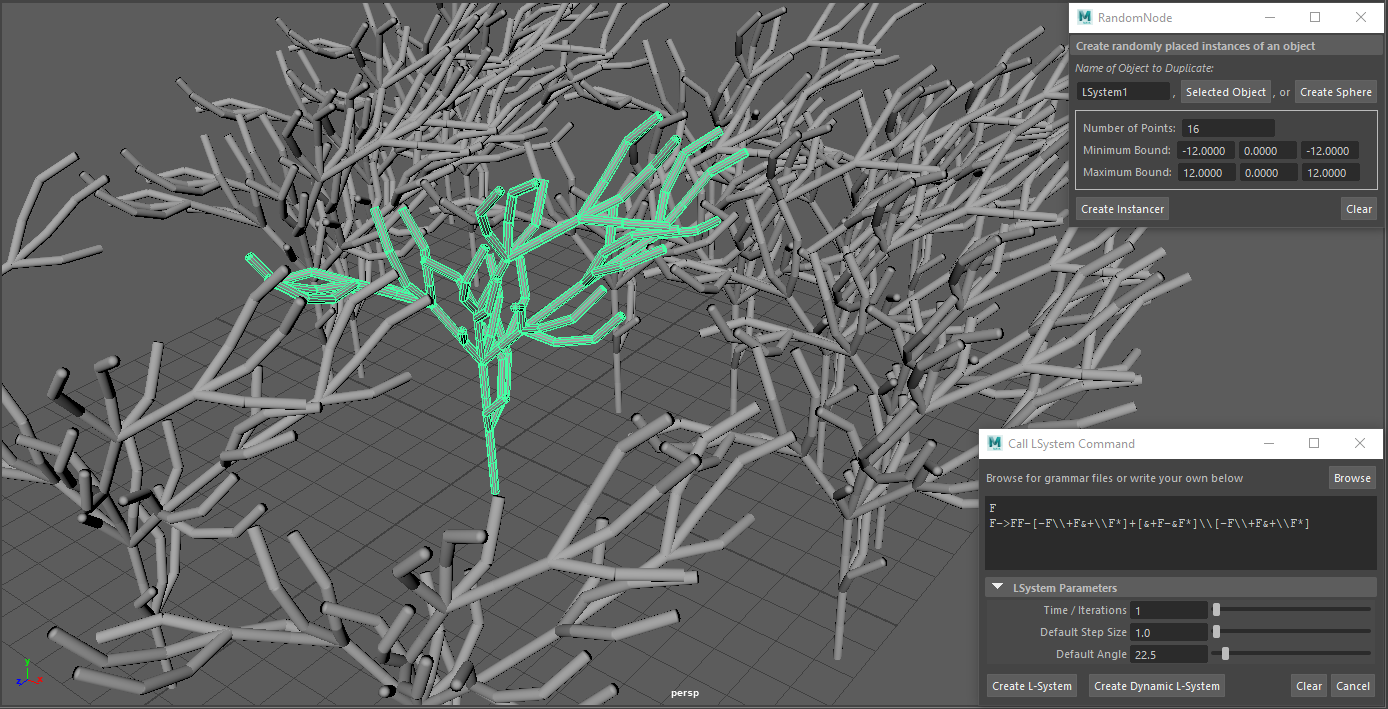 RandomNode
Create randomly placed instances of an object
Name of Object to Duplicate:
LSystem1 , Selected Object , or Create Sphere
Number of Points: 16
Minimum Bound: -12.0000 0.0000 -12.0000
Maximum Bound: 12.0000 0.0000 12.0000
Create Instancer Clear
Call LSystem Command
Browse for grammar files or write your own below Browse
F
F->FF-[-F\\+F&+\\F*]+[&+F-&F*]\\[-F\\+F&+\\F*]
LSystem Parameters
Time / Iterations 1
Default Step Size 1.0
Default Angle 22.5
Create L-System Create Dynamic L-System Clear Cancel
persp
y
z x